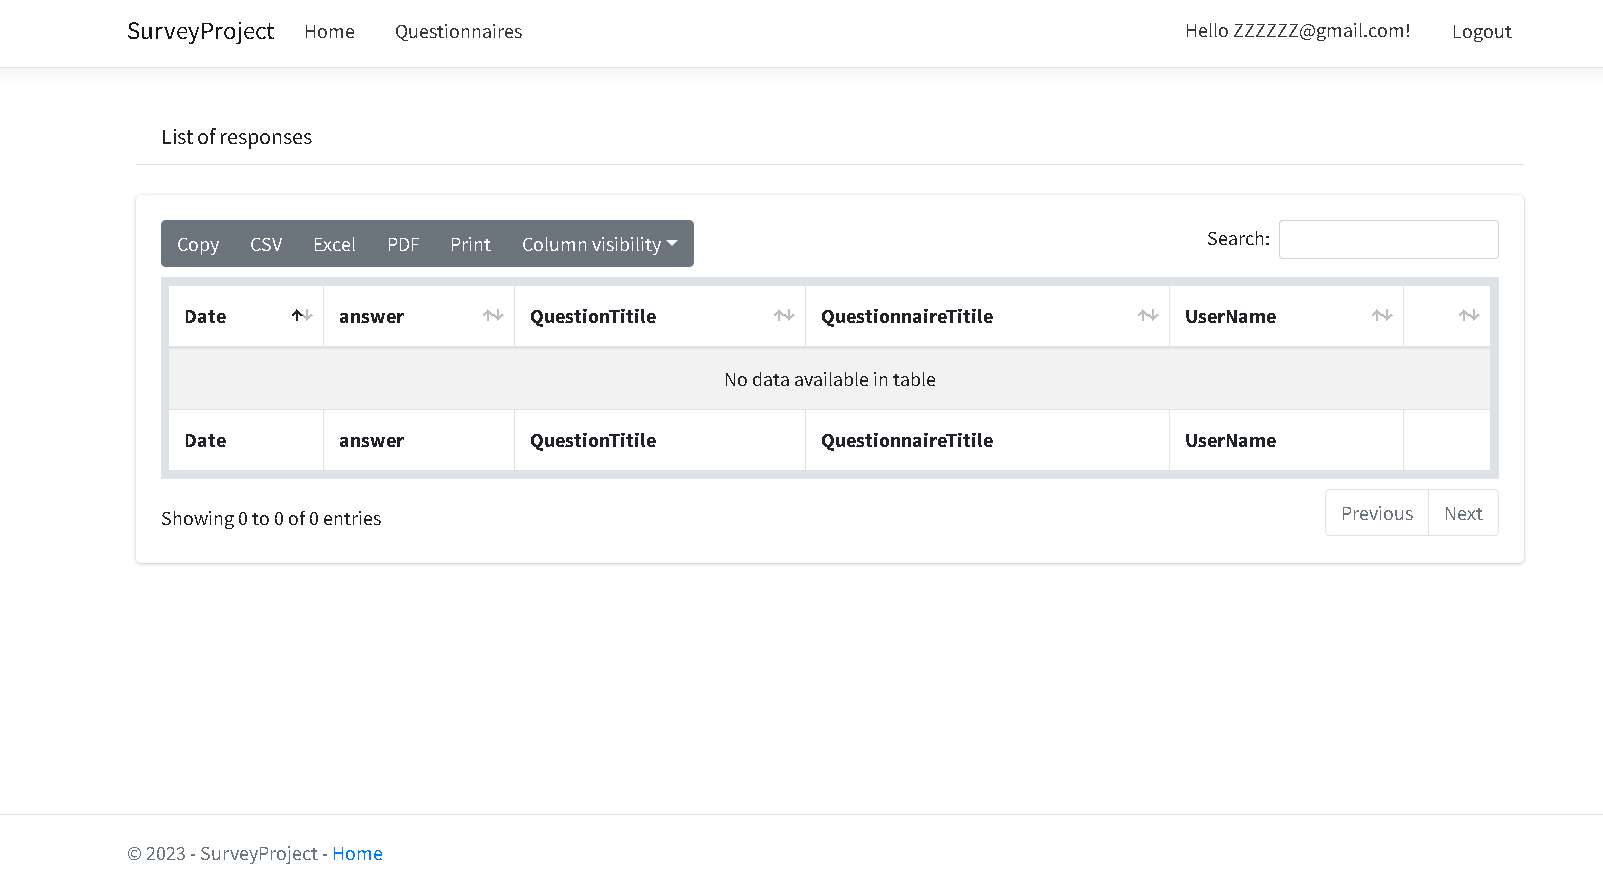 SurveyProject Home Questionnaires Hello ZZZZZZ@gmail.com! Logout
List of responses
Copy CSV Excel PDF Print Column visibility Search:
Date answer QuestionTitile QuestionnaireTitile UserName
No data available in table
Date answer QuestionTitile QuestionnaireTitile UserName
Showing 0 to 0 of 0 entries Previous Next
© 2023 - SurveyProject - Home